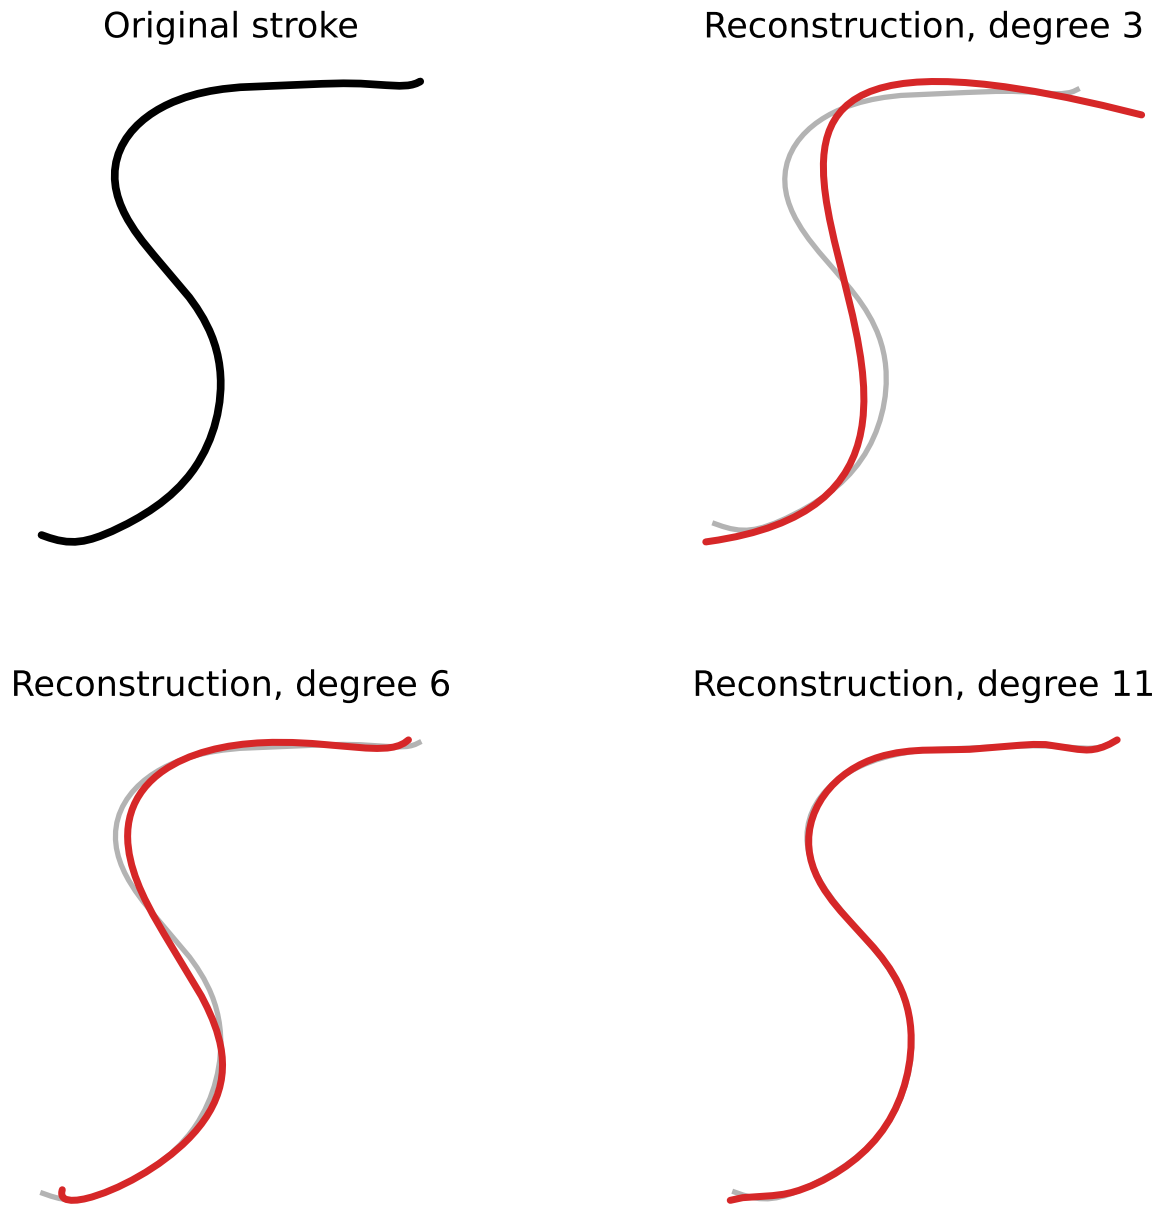 Original stroke
Reconstruction, degree 3
Reconstruction, degree 6
Reconstruction, degree 11